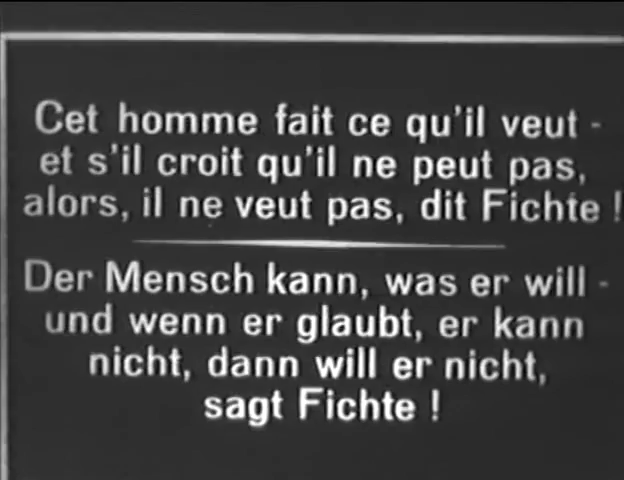 Cet homme fait ce qu'il veut -
et s'il croit qu'il ne peut pas,
alors, il ne veut pas, dit Fichte !
Der Mensch kann, was er will -
und wenn er glaubt, er kann
nicht, dann will er nicht,
sagt Fichte !